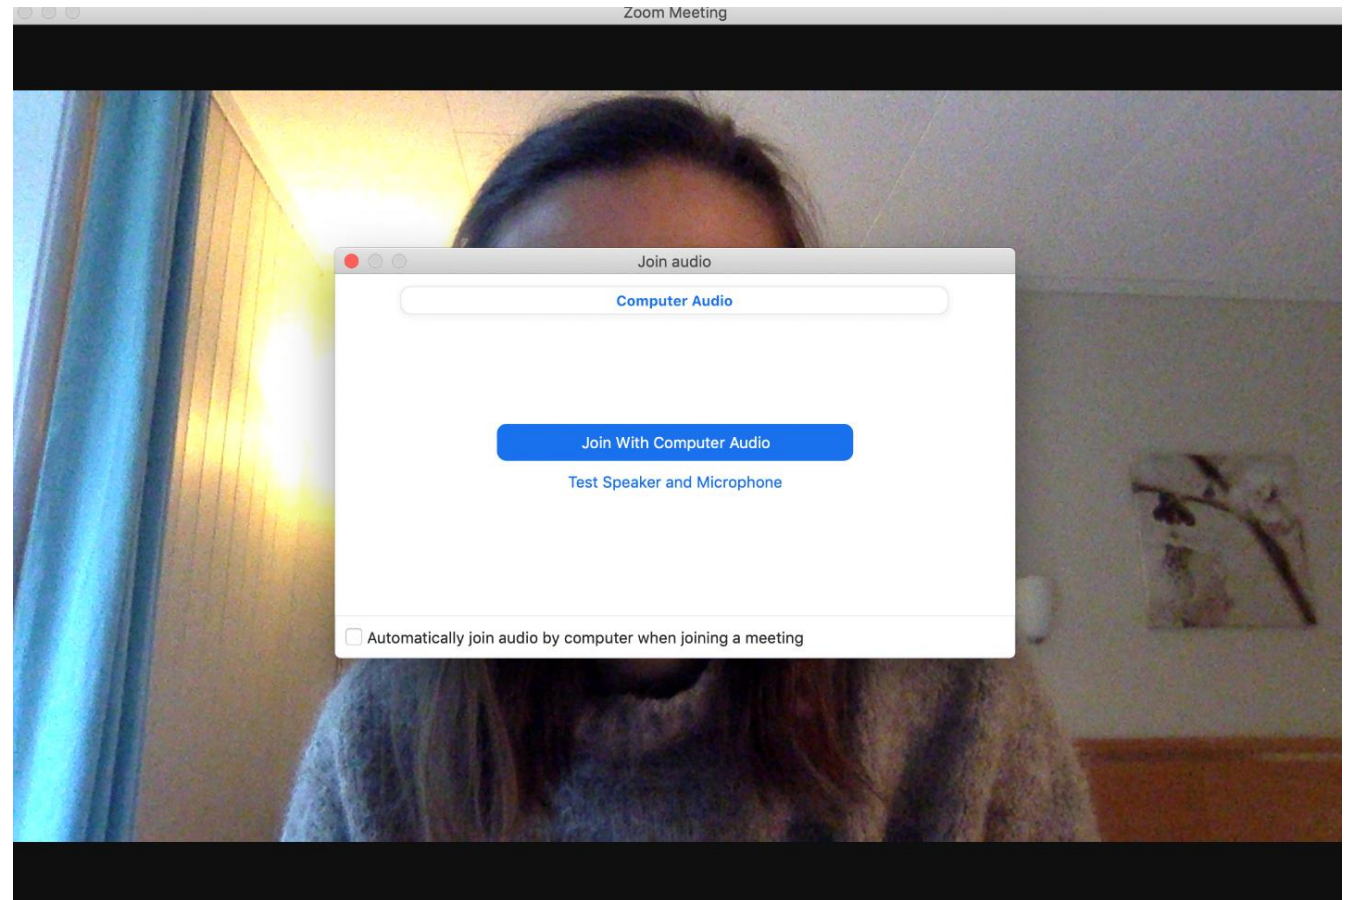 Zoom Meeting
Join audio
Computer Audio
Join With Computer Audio
Test Speaker and Microphone
Automatically join audio by computer when joining a meeting